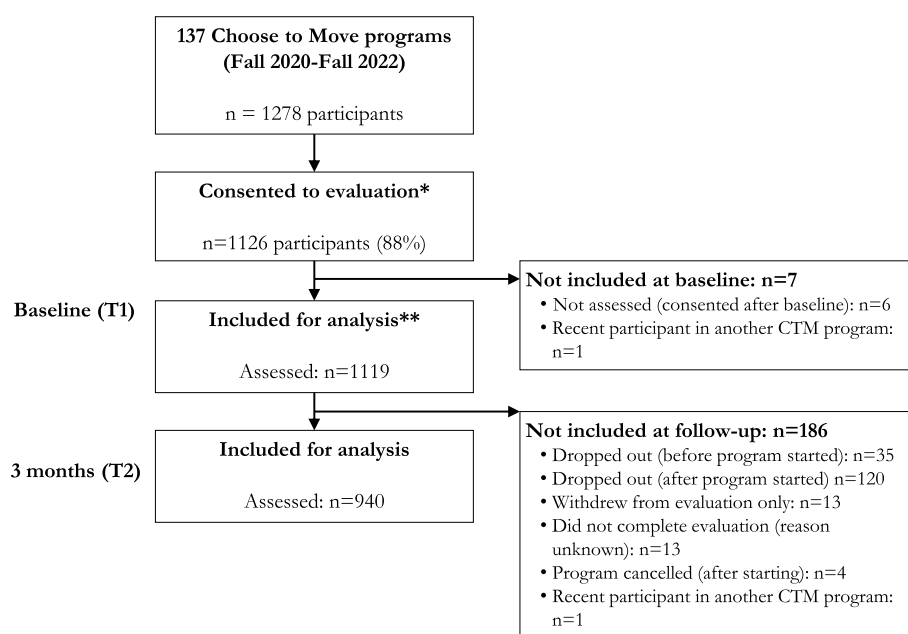 137 Choose to Move programs
(Fall 2020-Fall 2022)
n = 1278 participants
Consented to evaluation*
n=1126 participants (88%)
Not included at baseline: n=7
• Not assessed (consented after baseline): n=6
• Recent participant in another CTM program:
n=1
Baseline (T1)
Included for analysis**
Assessed: n=1119
Not included at follow-up: n=186
• Dropped out (before program started): n=35
• Dropped out (after program started) n=120
• Withdrew from evaluation only: n=13
• Did not complete evaluation (reason
unknown): n=13
• Program cancelled (after starting): n=4
• Recent participant in another CTM program:
n=1
3 months (T2)
Included for analysis
Assessed: n=940